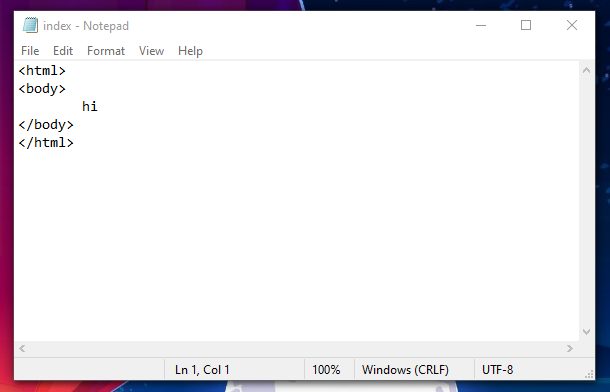 index - Notepad
File Edit Format View Help
<html>
<body>
hi
</body>
</html>
Ln 1, Col 1 100% Windows (CRLF) UTF-8